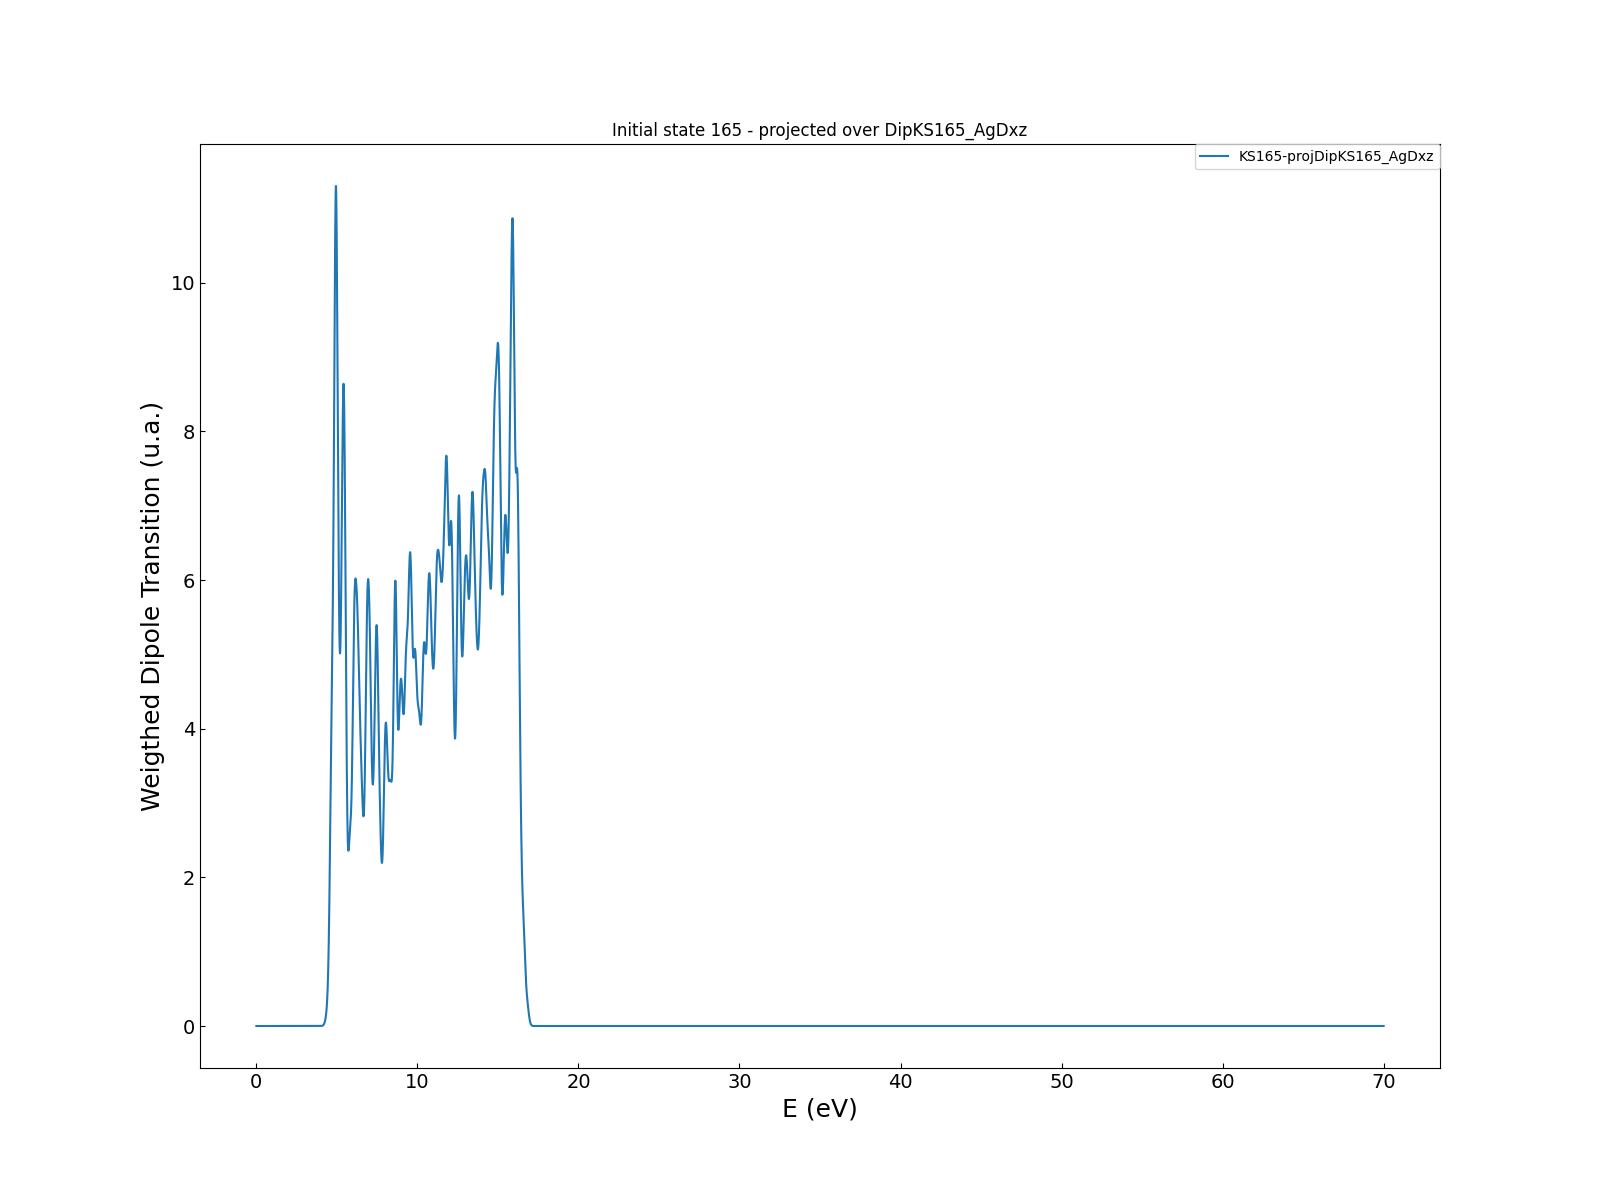 Initial state 165 - projected over DipKS165_AgDxz
KS165-projDipKS165_AgDxz
Weigthed Dipole Transition (u.a.)
10
8
6
4
2
0
0 10 20 30 40 50 60 70
E (eV)